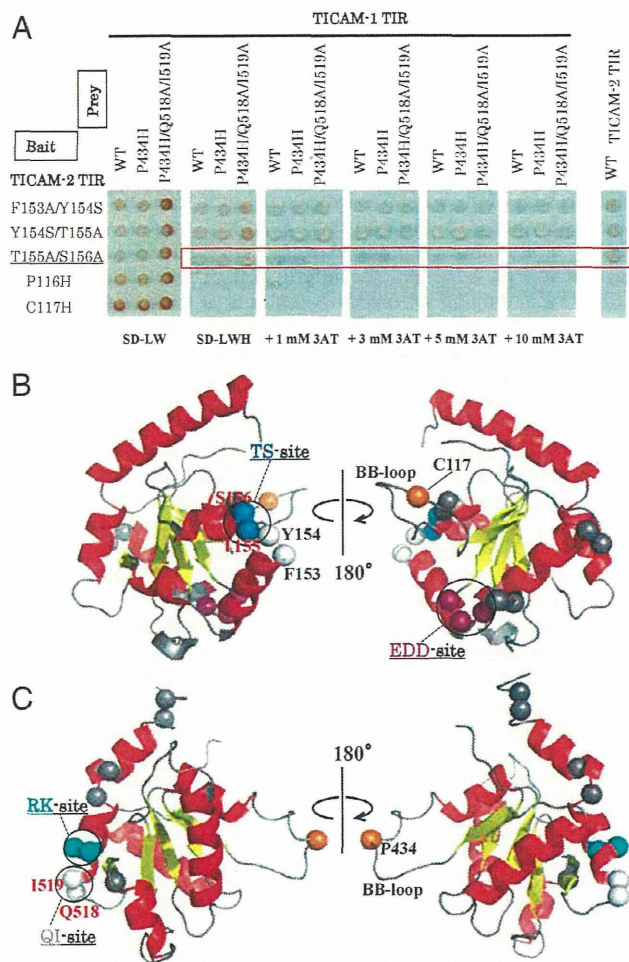 A
TICAM-1 TIR
Prey
Bait
WT
P434H
P434H/Q518A/I519A
WT
P434H
P434H/Q518A/I519A
WT
P434H
P434H/Q518A/I519A
WT
P434H
P434H/Q518A/I519A
WT
P434H
P434H/Q518A/I519A
WT
P434H
P434H/Q518A/I519A
WT TICAM-2 TIR
TICAM-2 TIR
F153A/Y154S
Y154S/T155A
T155A/S156A
P116H
C117H
SD-LW
SD-LWH
+ 1 mM 3AT
+ 3 mM 3AT
+ 5 mM 3AT
+ 10 mM 3AT
B
TS-site
S156
T155
Y154
F153
180°
BB-loop
C117
EDD-site
C
RK-site
I519
Q518
QI-site
180°
P434
BB-loop